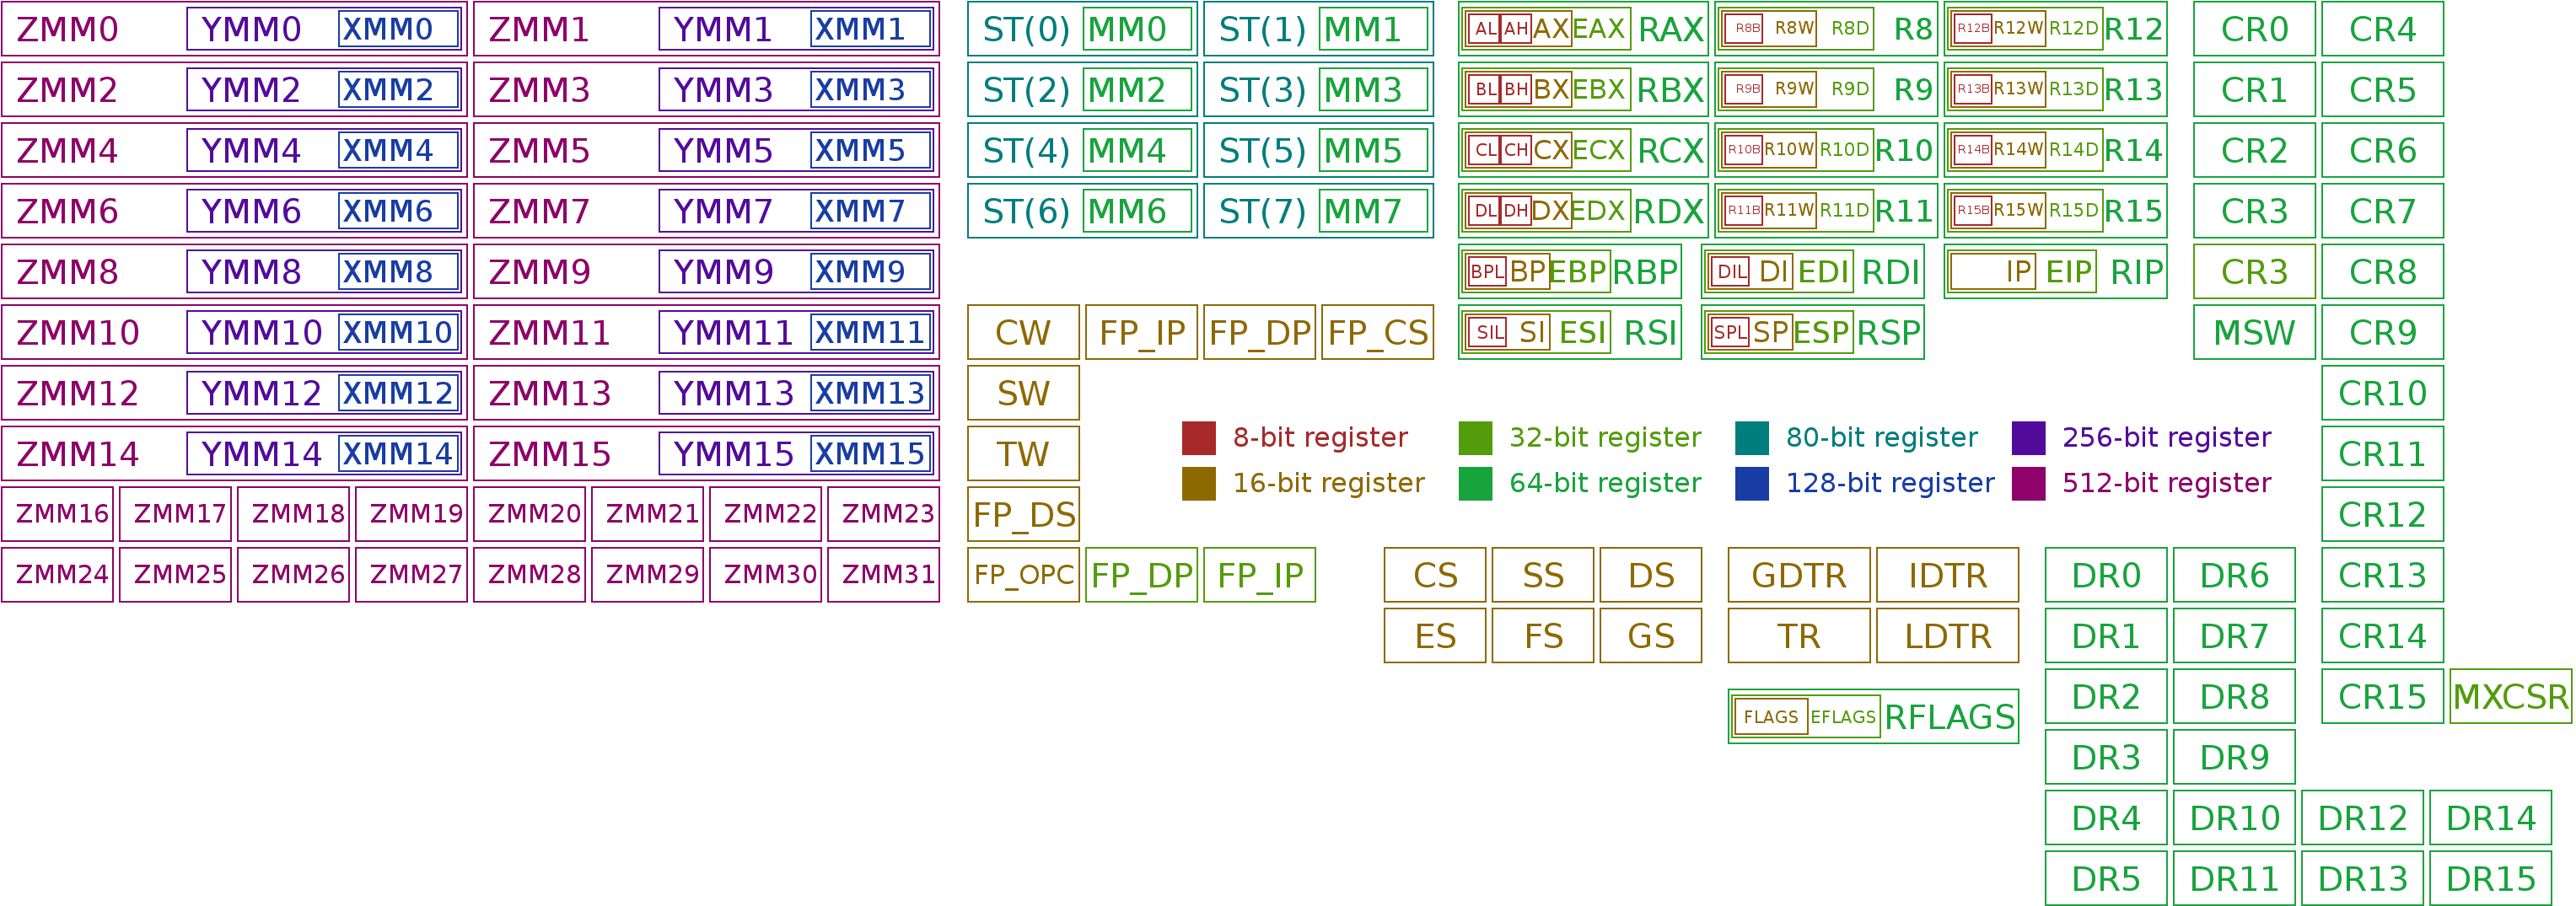 ZMM0 YMM0 XMM0 ZMM1 YMM1 XMM1 ST(0) MM0 ST(1) MM1 AL AH AX EAX RAX R8B R8W R8D R8 R12B R12W R12D R12 CR0 CR4
ZMM2 YMM2 XMM2 ZMM3 YMM3 XMM3 ST(2) MM2 ST(3) MM3 BL BH BX EBX RBX R9B R9W R9D R9 R13B R13W R13D R13 CR1 CR5
ZMM4 YMM4 XMM4 ZMM5 YMM5 XMM5 ST(4) MM4 ST(5) MM5 CL CH CX ECX RCX R10B R10W R10D R10 R14B R14W R14D R14 CR2 CR6
ZMM6 YMM6 XMM6 ZMM7 YMM7 XMM7 ST(6) MM6 ST(7) MM7 DL DH DX EDX RDX R11B R11W R11D R11 R15B R15W R15D R15 CR3 CR7
ZMM8 YMM8 XMM8 ZMM9 YMM9 XMM9 BPL BP EBP RBP DIL DI EDI RDI IP EIP RIP CR3 CR8
ZMM10 YMM10 XMM10 ZMM11 YMM11 XMM11 CW FP_IP FP_DP FP_CS SIL SI ESI RSI SPL SP ESP RSP MSW CR9
ZMM12 YMM12 XMM12 ZMM13 YMM13 XMM13 SW CR10
8-bit register 32-bit register 80-bit register 256-bit register
ZMM14 YMM14 XMM14 ZMM15 YMM15 XMM15 TW CR11
16-bit register 64-bit register 128-bit register 512-bit register
ZMM16 ZMM17 ZMM18 ZMM19 ZMM20 ZMM21 ZMM22 ZMM23 FP_DS CR12
ZMM24 ZMM25 ZMM26 ZMM27 ZMM28 ZMM29 ZMM30 ZMM31 FP_OPC FP_DP FP_IP CS SS DS GDTR IDTR DR0 DR6 CR13
ES FS GS TR LDTR DR1 DR7 CR14
DR2 DR8 CR15 MXCSR
FLAGS EFLAGS RFLAGS
DR3 DR9
DR4 DR10 DR12 DR14
DR5 DR11 DR13 DR15